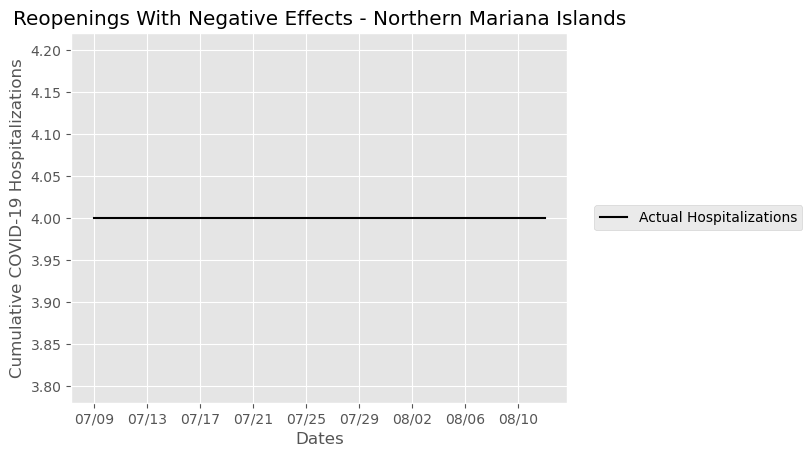 Reopenings With Negative Effects - Northern Mariana Islands
Cumulative COVID-19 Hospitalizations
4.20
4.15
4.10
4.05
4.00
3.95
3.90
3.85
3.80
07/09 07/13 07/17 07/21 07/25 07/29 08/02 08/06 08/10
Dates
Actual Hospitalizations